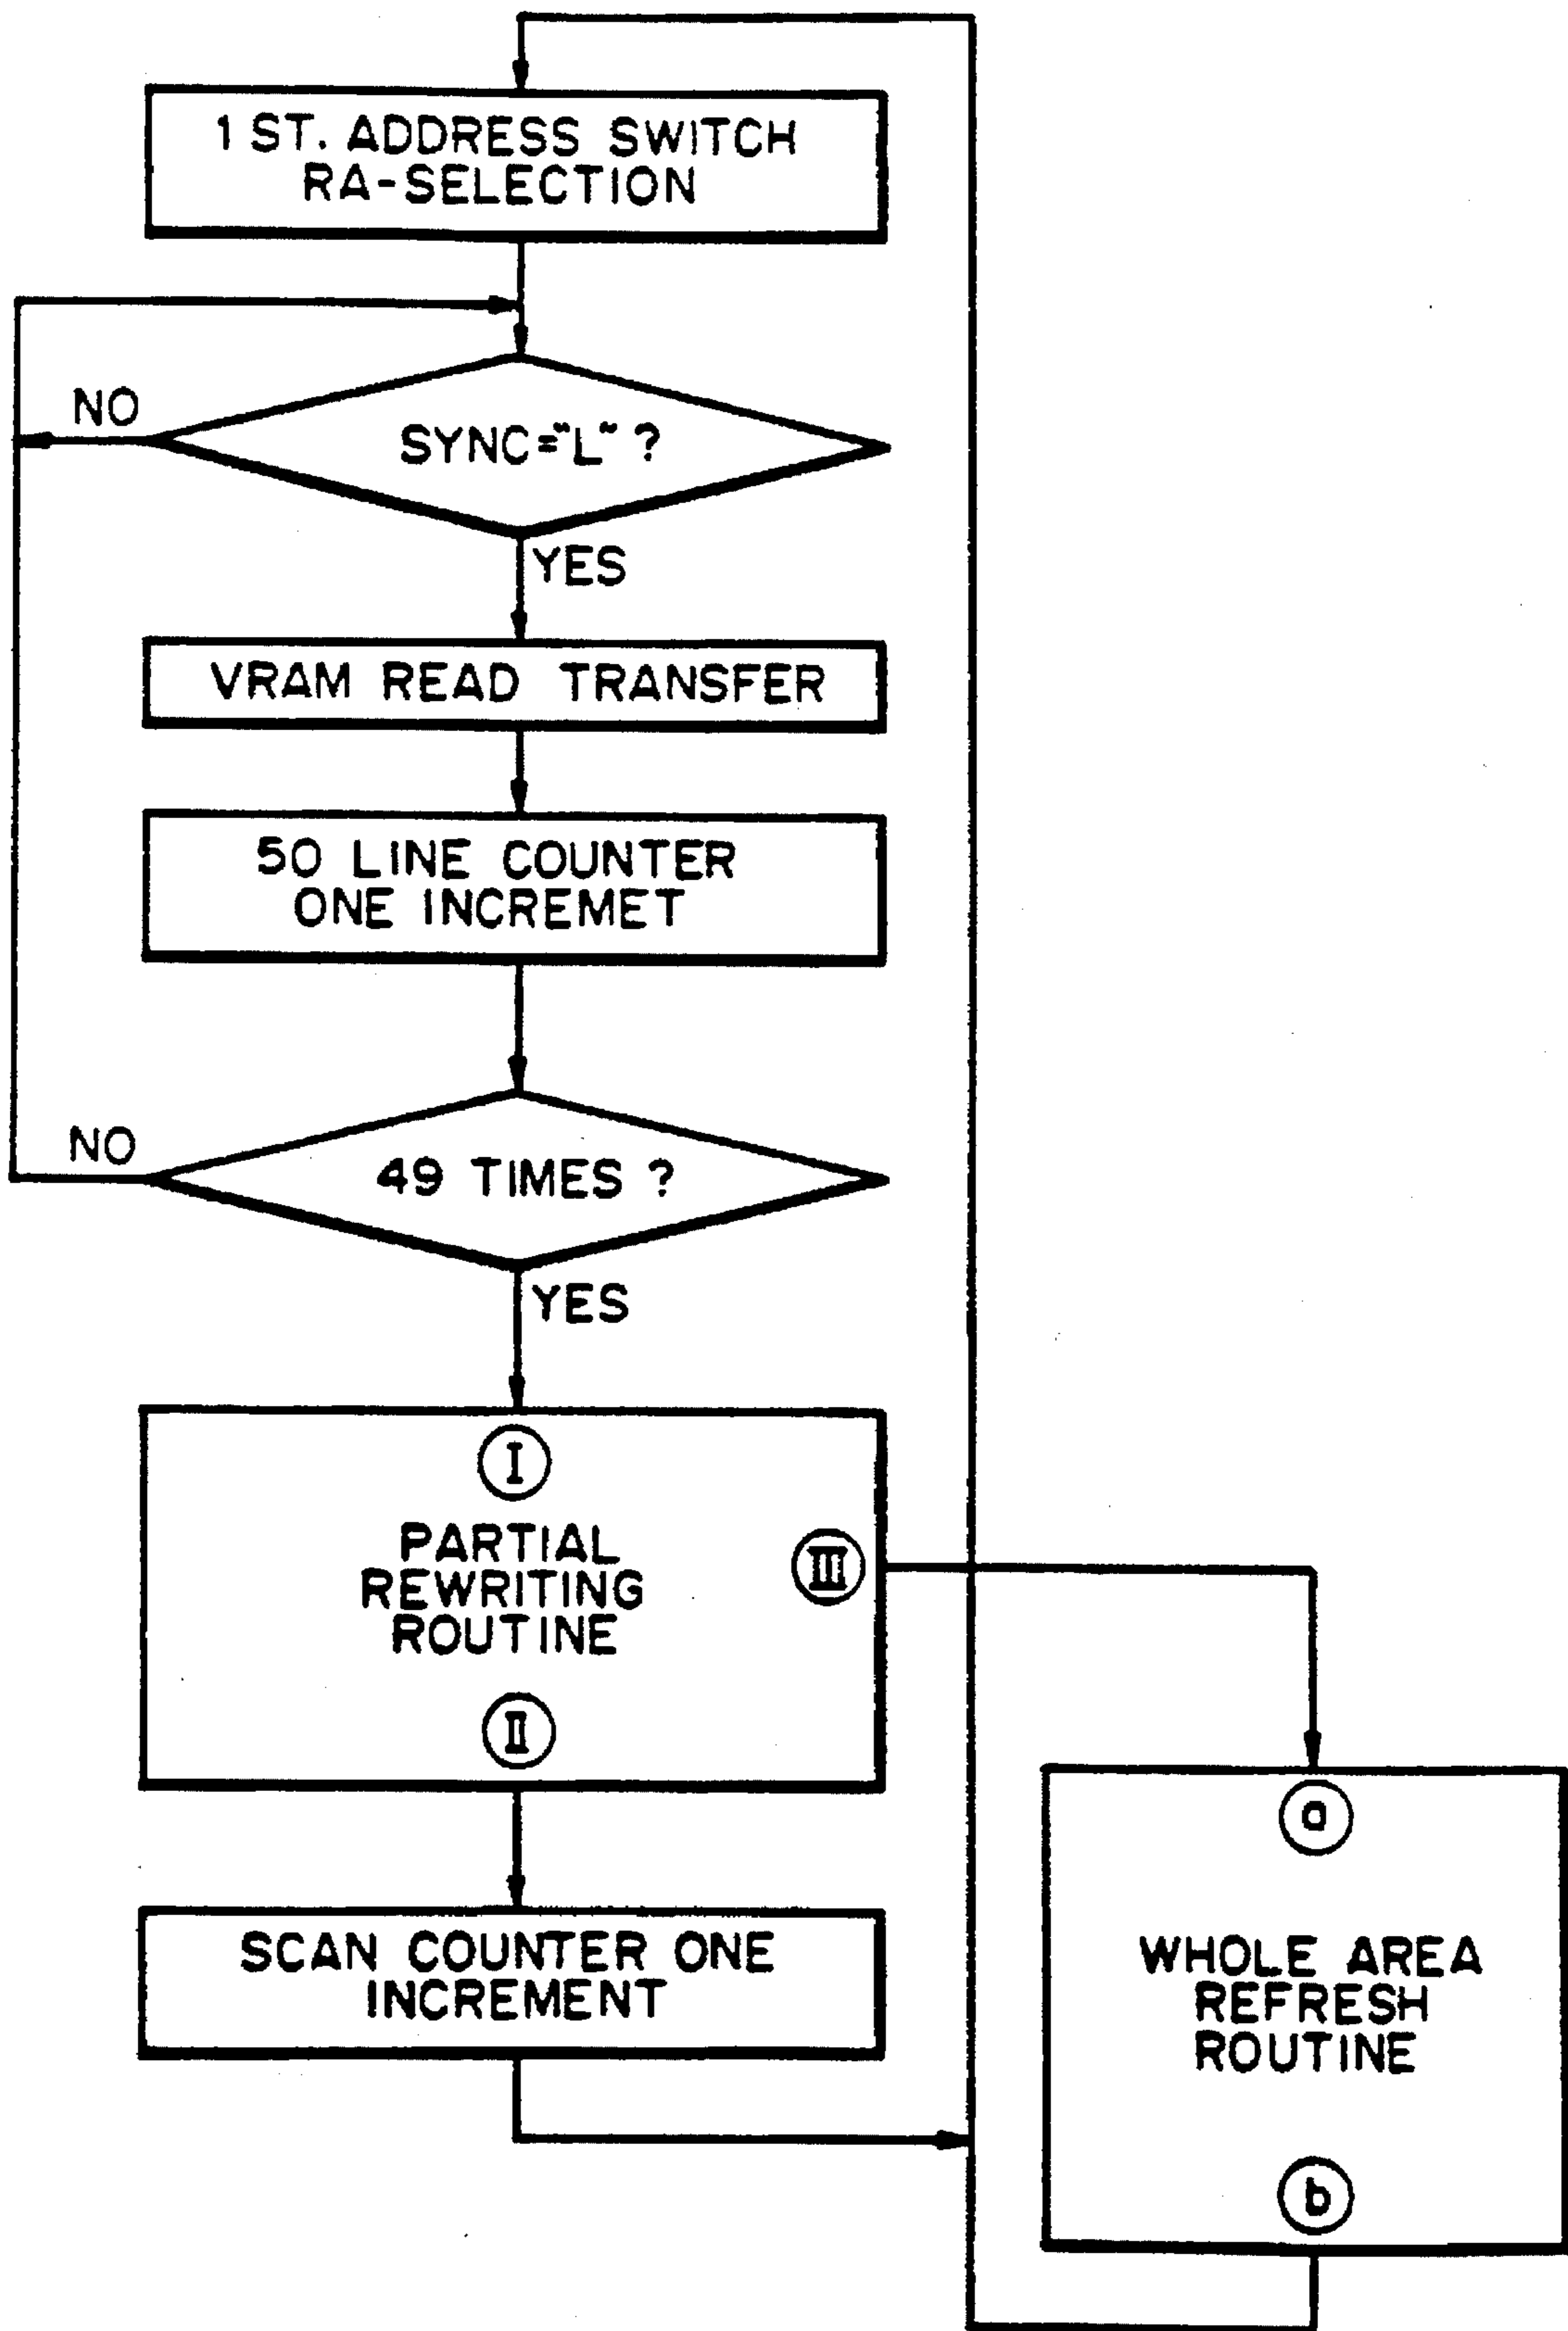 1 ST. ADDRESS SWITCH
RA-SELECTION
NO
SYNC="L" ?
YES
VRAM READ TRANSFER
50 LINE COUNTER
ONE INCREMET
NO
49 TIMES ?
YES
I
PARTIAL
REWRITING
ROUTINE
III
II
SCAN COUNTER ONE
INCREMENT
a
WHOLE AREA
REFRESH
ROUTINE
b